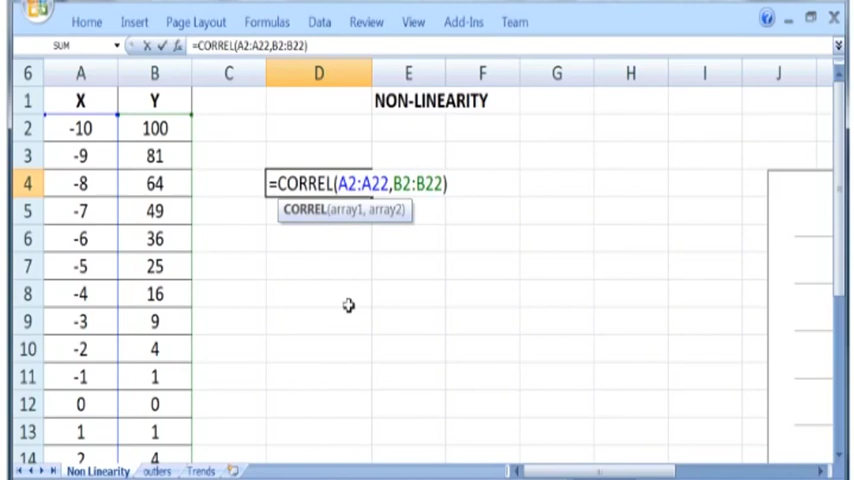 Home Insert Page Layout Formulas Data Review View Add-Ins Team
SUM fx =CORREL(A2:A22,B2:B22)
6 A B C D E F G H I J
1 X Y NON-LINEARITY
2 -10 100
3 -9 81
4 -8 64 =CORREL(A2:A22,B2:B22)
5 -7 49 CORREL(array1, array2)
6 -6 36
7 -5 25
8 -4 16
9 -3 9
10 -2 4
11 -1 1
12 0 0
13 1 1
14 2 4
Non Linearity outliers Trends